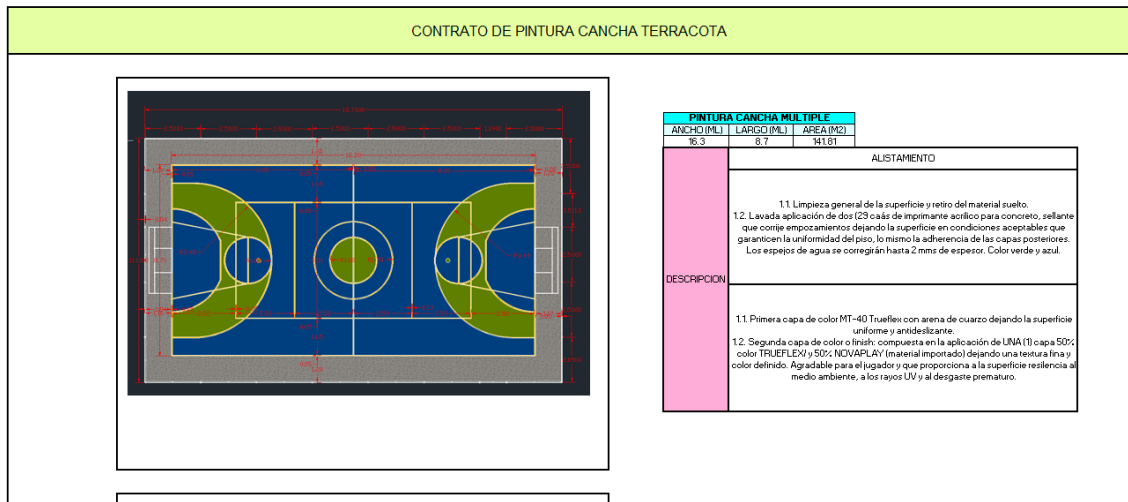 CONTRATO DE PINTURA CANCHA TERRACOTA
PINTURA CANCHA MULTIPLE
ANCHO (ML) LARGO (ML) AREA (M2)
16.3 8.7 141.81
DESCRIPCION
ALISTAMIENTO
1.1. Limpieza general de la superficie y retiro del material suelto.
1.2. Lavada aplicación de dos (29 caás de imprimante acrilico para concreto, sellante
que corrije empozamientos dejando la superficie en condiciones aceptables que
garanticen la uniformidad del piso, lo mismo la adherencia de las capas posteriores.
Los espejos de agua se corregirán hasta 2 mms de espesor. Color verde y azul.
1.1. Primera capa de color MT-40 Trueflex con arena de cuarzo dejando la superficie
uniforme y antideslizante.
1.2. Segunda capa de color o finish: compuesta en la aplicación de UNA (1) capa 50%
color TRUEFLEX/ y 50% NOVAPLAY (material importado) dejando una textura fina y
color definido. Agradable para el jugador y que proporciona a la superficie resilencia al
medio ambiente, a los rayos UV y al desgaste prematuro.